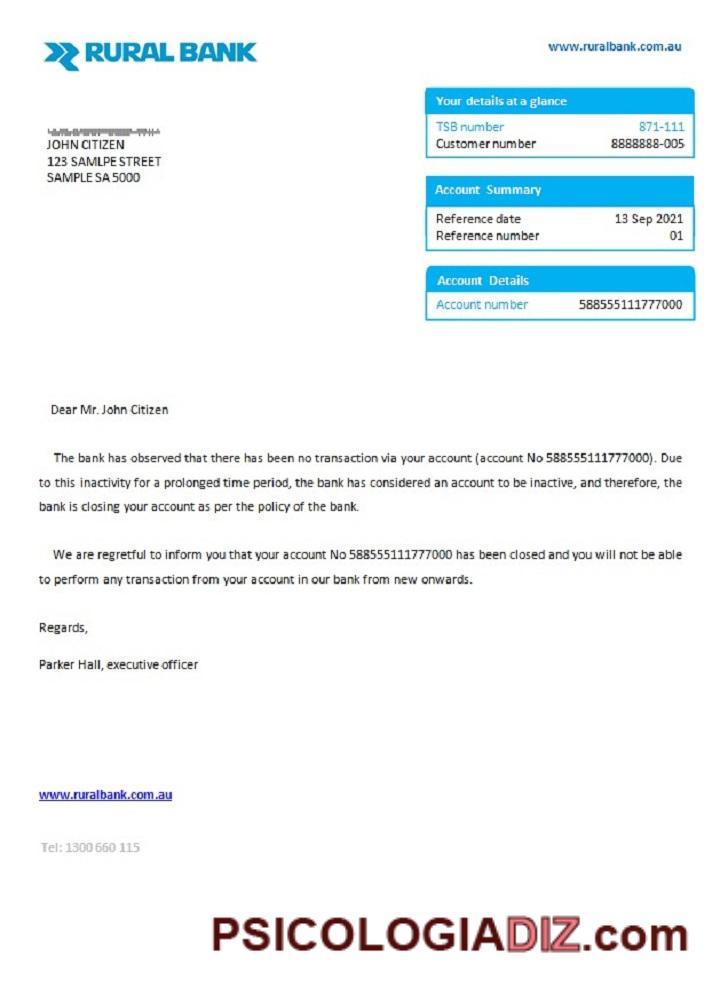 RURAL BANK
www.ruralbank.com.au
Your details at a glance
TSB number 871-111
Customer number 8888888-005
JOHN CITIZEN
123 SAMLPE STREET
SAMPLE SA 5000
Account Summary
Reference date 13 Sep 2021
Reference number 01
Account Details
Account number 588555111777000
Dear Mr. John Citizen
The bank has observed that there has been no transaction via your account (account No 588555111777000). Due
to this inactivity for a prolonged time period, the bank has considered an account to be inactive, and therefore, the
bank is closing your account as per the policy of the bank.
We are regretful to inform you that your account No 588555111777000 has been closed and you will not be able
to perform any transaction from your account in our bank from new onwards.
Regards,
Parker Hall, executive officer
www.ruralbank.com.au
Tel: 1300 660 115
PSICOLOGIADIZ.com